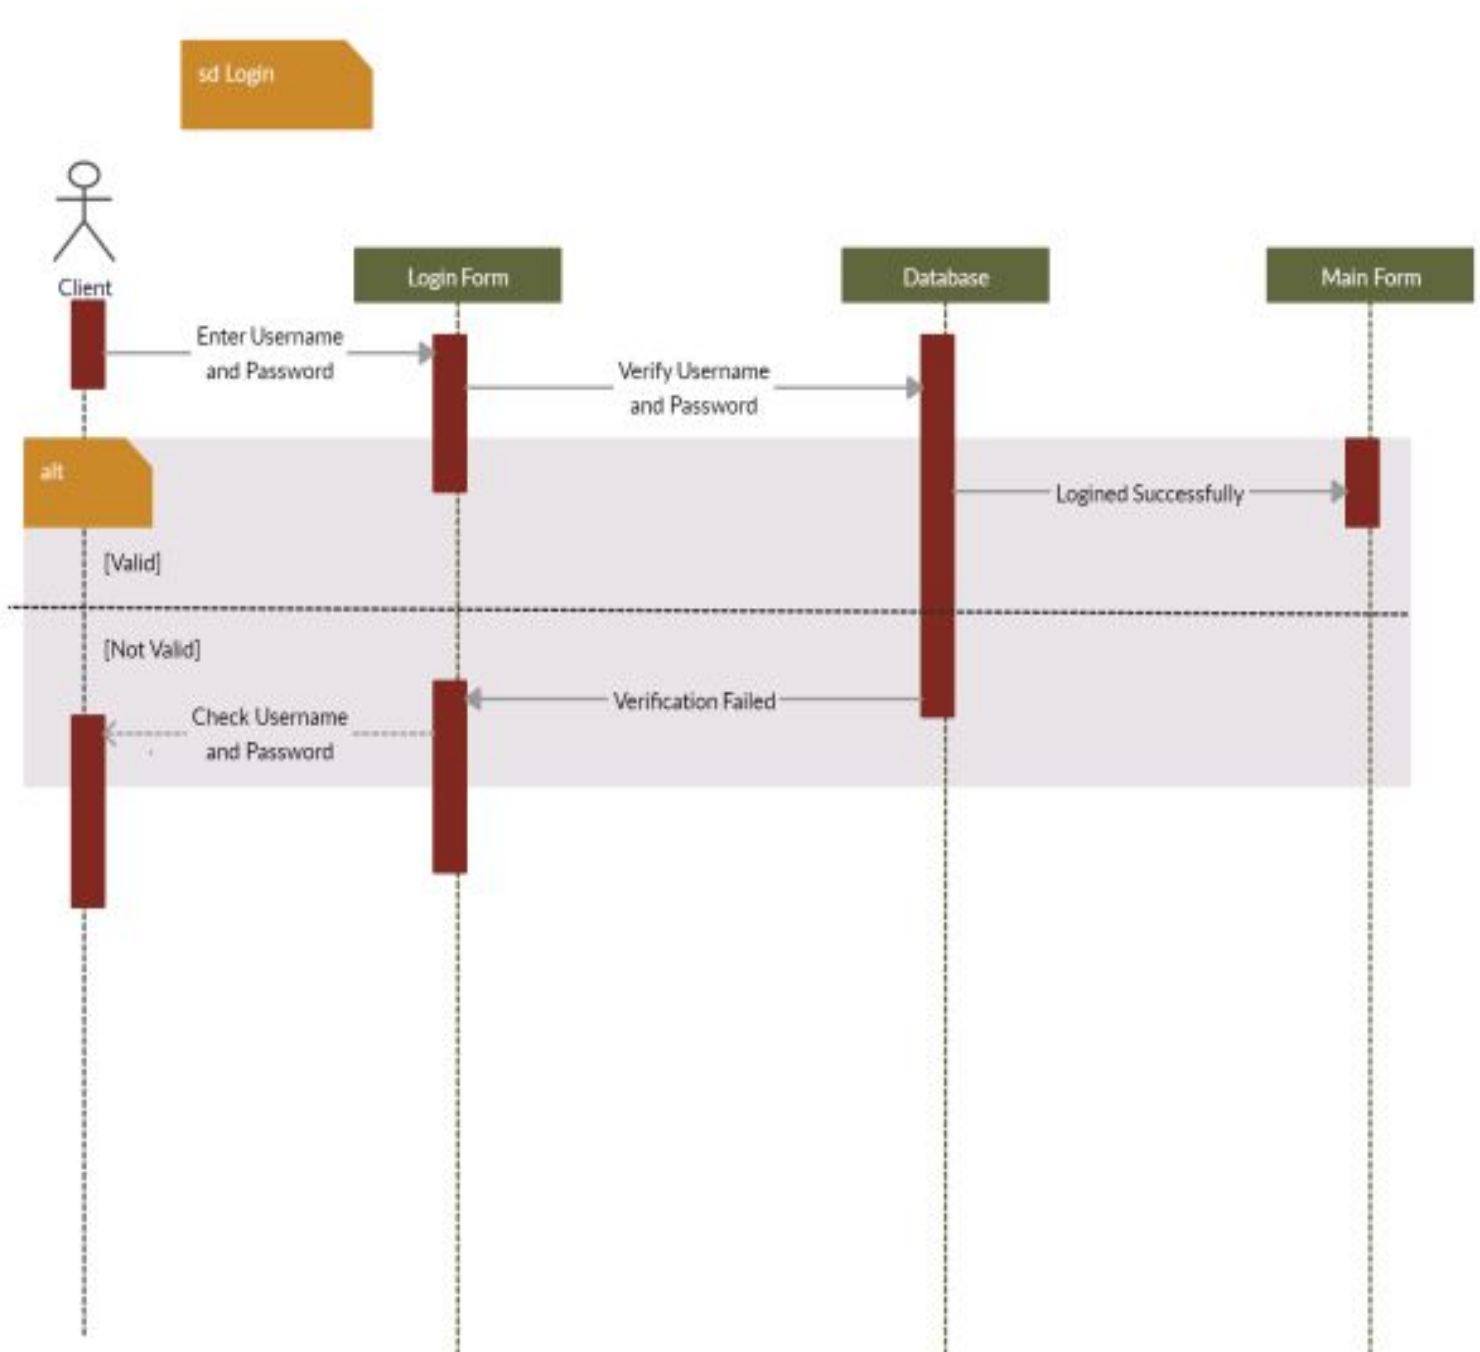 sd Login
Client
Login Form
Database
Main Form
Enter Username
and Password
Verify Username
and Password
alt
Logined Successfully
[Valid]
[Not Valid]
Verification Failed
Check Username
and Password